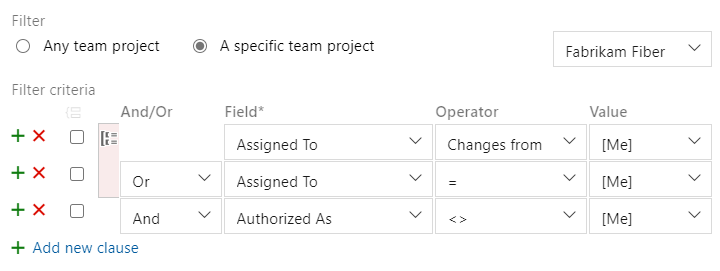 Filter
Any team project A specific team project Fabrikam Fiber
Filter criteria
And/Or Field* Operator Value
Assigned To Changes from [Me]
Or Assigned To = [Me]
And Authorized As <> [Me]
Add new clause